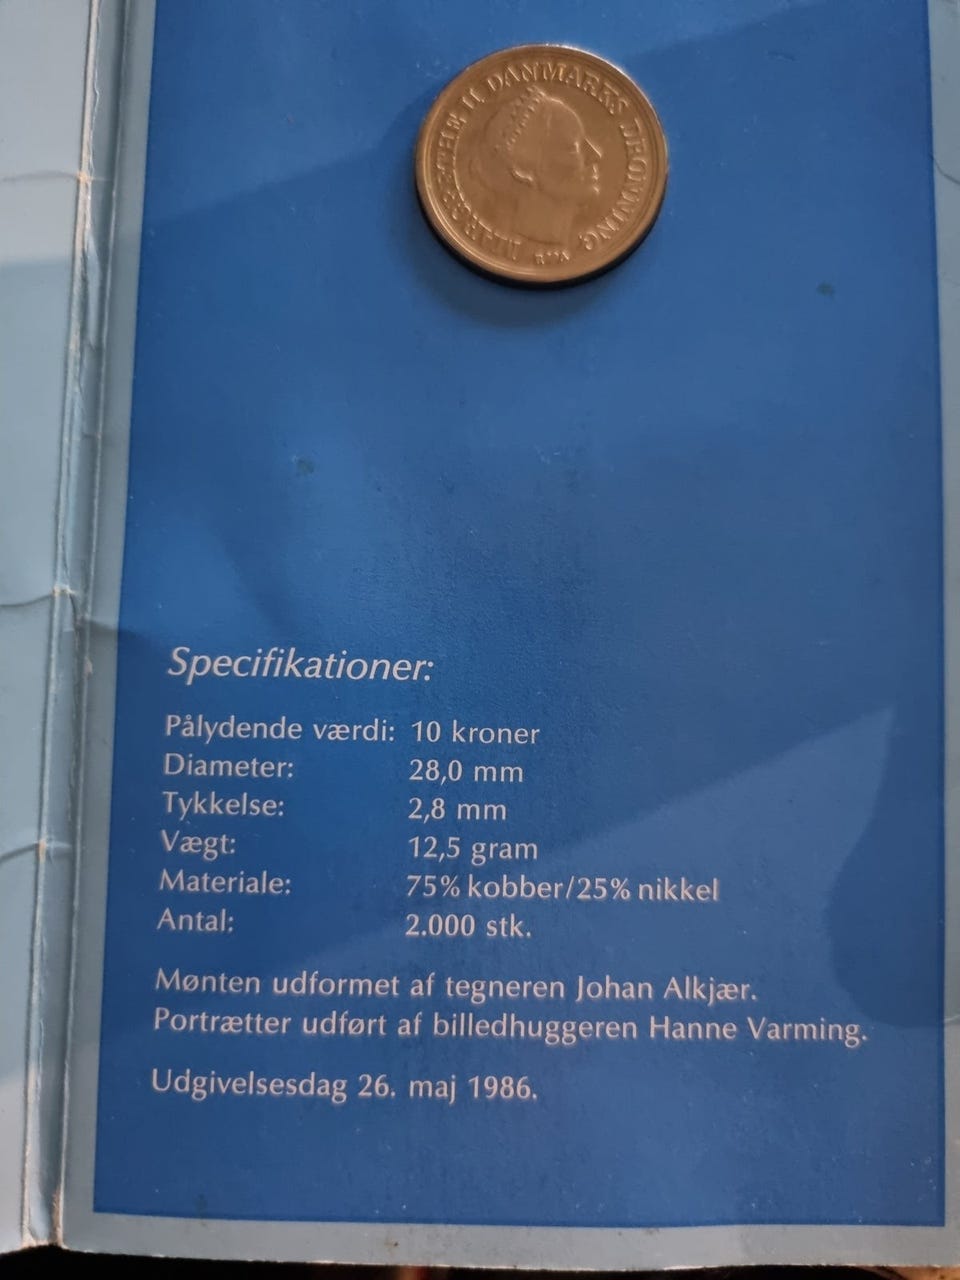 MARGRETHE II DANMARKS DRONNING
Specifikationer:
Pålydende værdi: 10 kroner
Diameter: 28,0 mm
Tykkelse: 2,8 mm
Vægt: 12,5 gram
Materiale: 75% kobber/25% nikkel
Antal: 2.000 stk.
Mønten udformet af tegneren Johan Alkjær.
Portrætter udført af billedhuggeren Hanne Varming.
Udgivelsesdag 26. maj 1986.